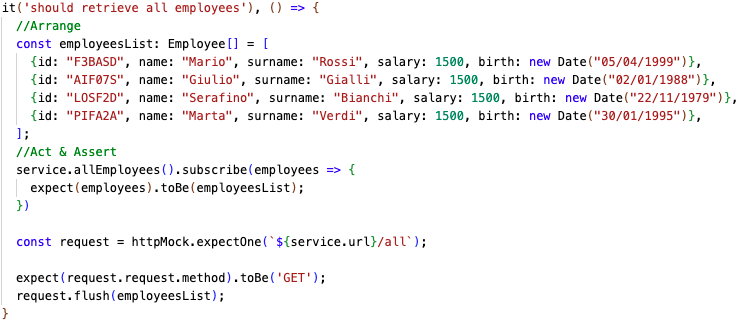 it('should retrieve all employees'), () => {
//Arrange
const employeesList: Employee[] = [
{id: "F3BASD", name: "Mario", surname: "Rossi", salary: 1500, birth: new Date("05/04/1999")},
{id: "AIF07S", name: "Giulio", surname: "Gialli", salary: 1500, birth: new Date("02/01/1988")},
{id: "LOSF2D", name: "Serafino", surname: "Bianchi", salary: 1500, birth: new Date("22/11/1979")},
{id: "PIFA2A", name: "Marta", surname: "Verdi", salary: 1500, birth: new Date("30/01/1995")},
];
//Act & Assert
service.allEmployees().subscribe(employees => {
expect(employees).toBe(employeesList);
})
const request = httpMock.expectOne(`${service.url}/all`);
expect(request.request.method).toBe('GET');
request.flush(employeesList);
}